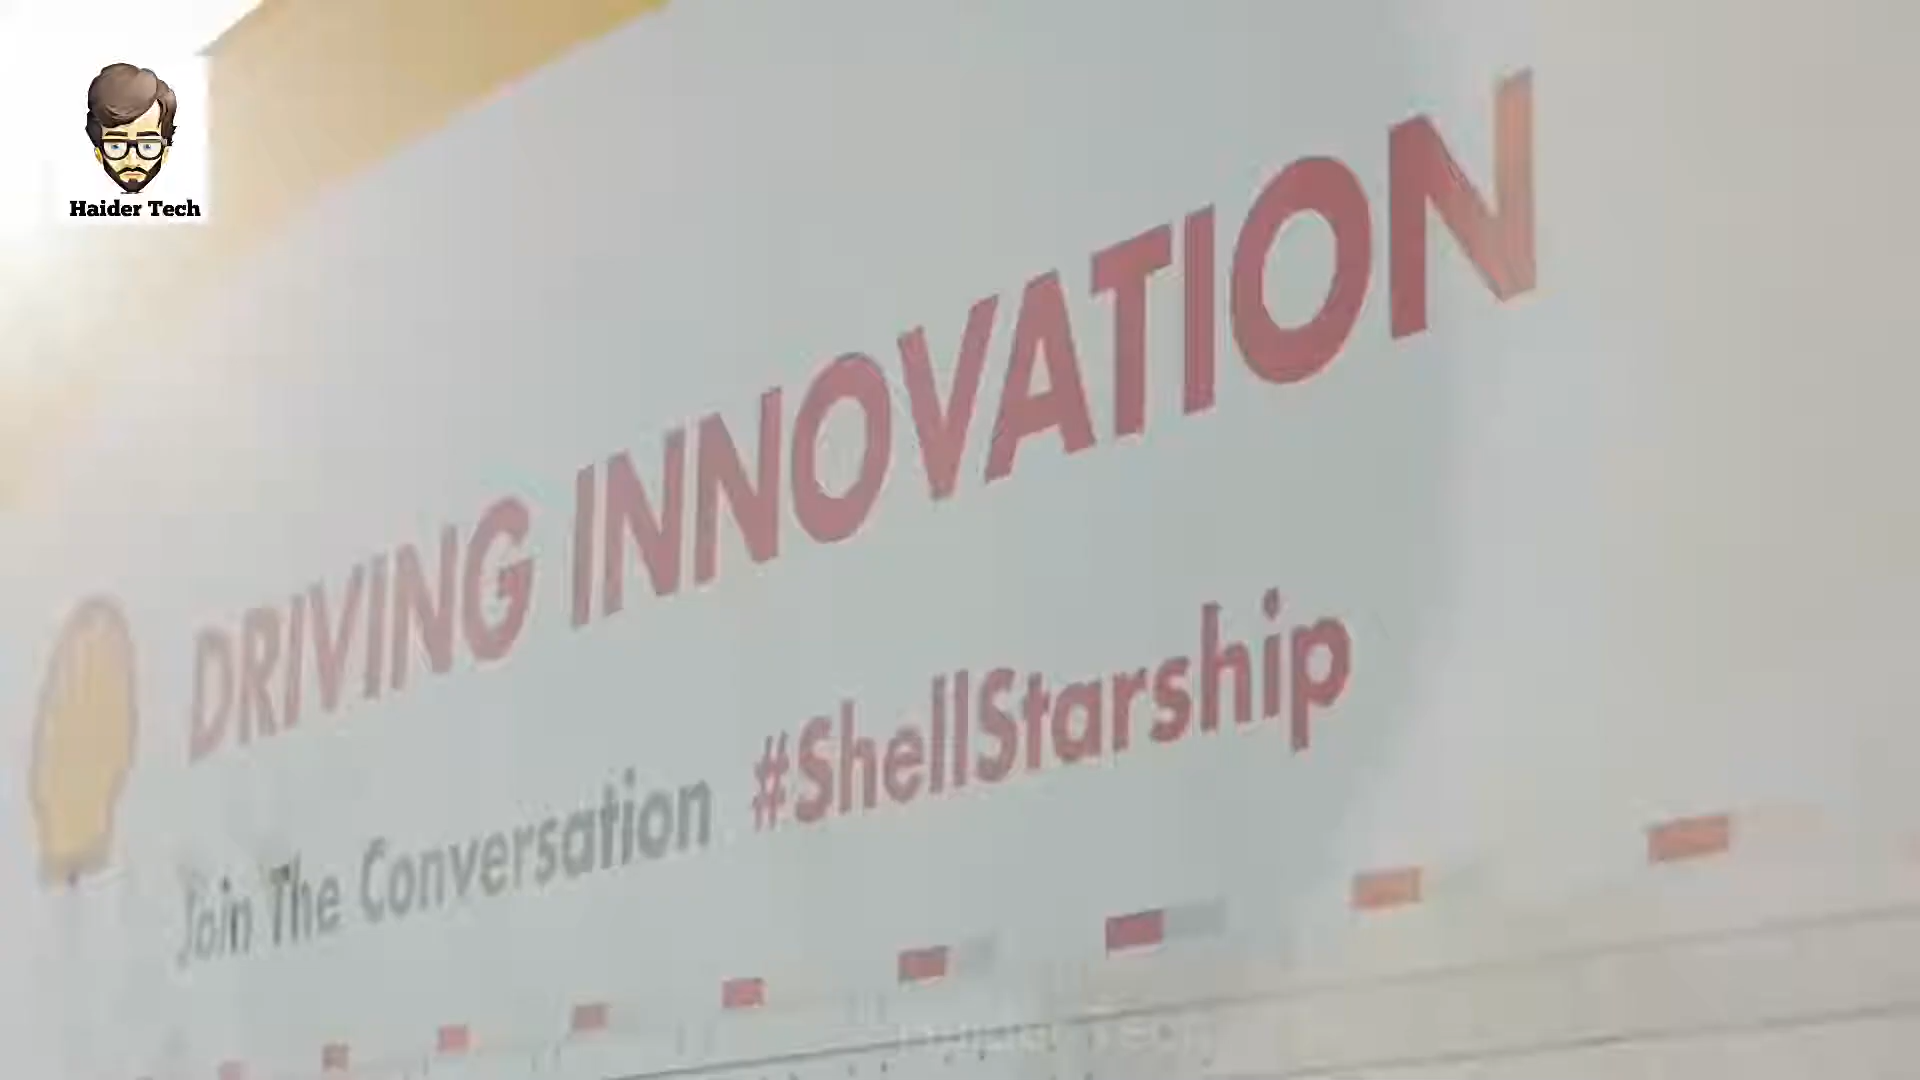 Haider Tech
DRIVING INNOVATION
Join The Conversation #ShellStarship